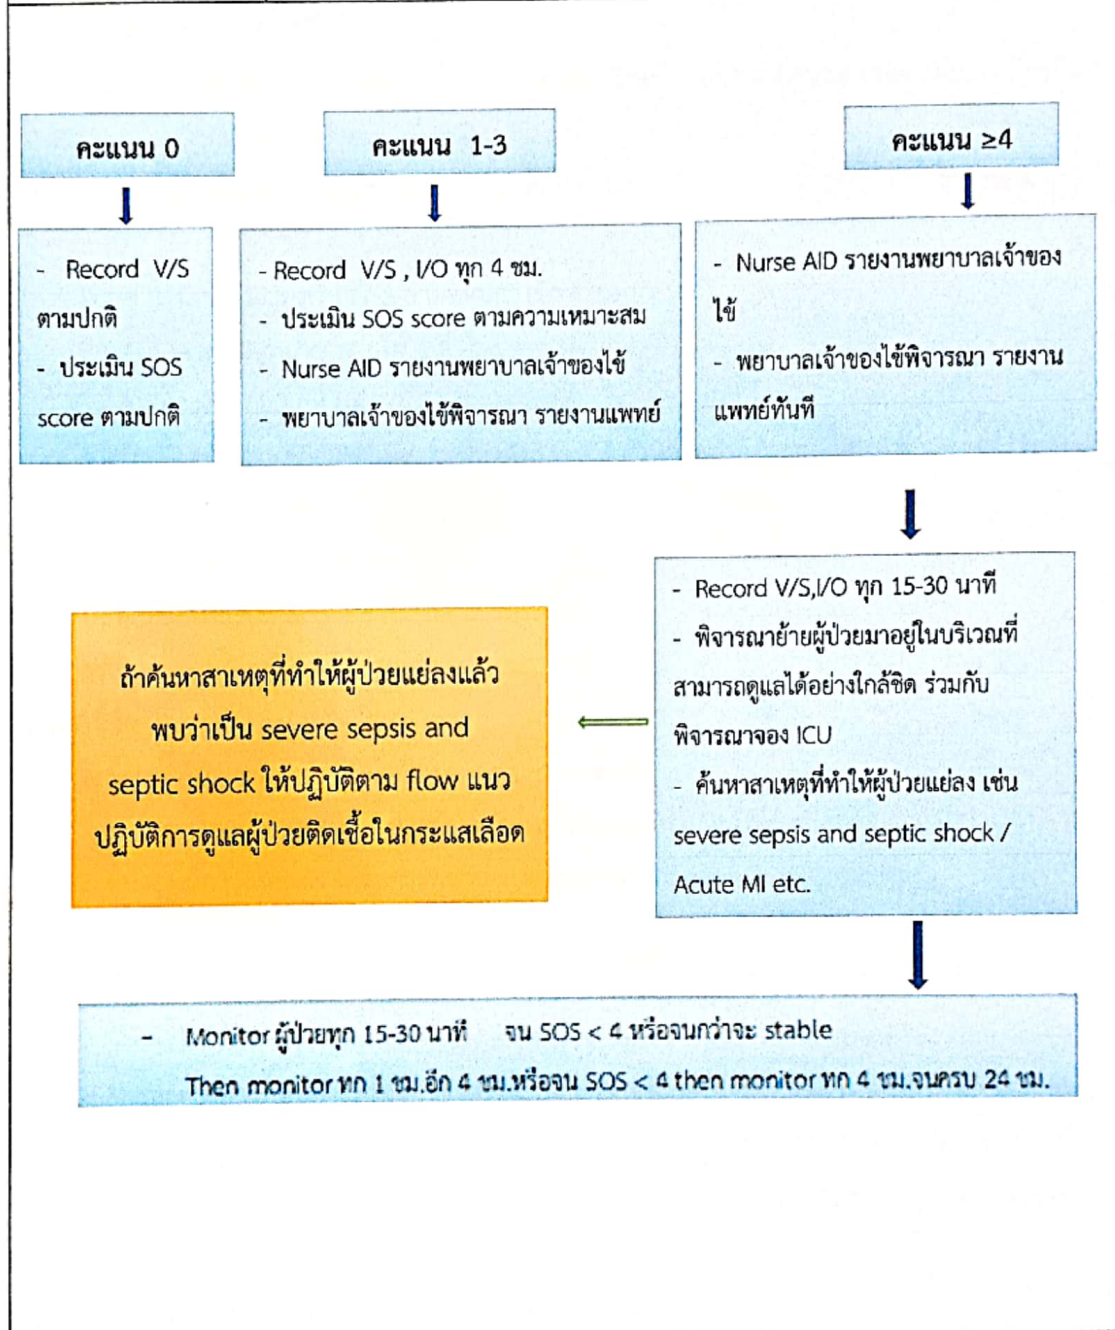 คะแนน 0
คะแนน 1-3
คะแนน ≥4
- Record V/S
ตามปกติ
- ประเมิน SOS
score ตามปกติ
- Record V/S , I/O ทุก 4 ชม.
- ประเมิน SOS score ตามความเหมาะสม
- Nurse AID รายงานพยาบาลเจ้าของไข้
- พยาบาลเจ้าของไข้พิจารณา รายงานแพทย์
- Nurse AID รายงานพยาบาลเจ้าของ
ไข้
- พยาบาลเจ้าของไข้พิจารณา รายงาน
แพทย์ทันที
- Record V/S,I/O ทุก 15-30 นาที
- พิจารณาย้ายผู้ป่วยมาอยู่ในบริเวณที่
สามารถดูแลได้อย่างใกล้ชิด ร่วมกับ
พิจารณาจอง ICU
- ค้นหาสาเหตุที่ทำให้ผู้ป่วยแย่ลง เช่น
severe sepsis and septic shock /
Acute MI etc.
ถ้าค้นหาสาเหตุที่ทำให้ผู้ป่วยแย่ลงแล้ว
พบว่าเป็น severe sepsis and
septic shock ให้ปฏิบัติตาม flow แนว
ปฏิบัติการดูแลผู้ป่วยติดเชื้อในกระแสเลือด
- Monitor ผู้ป่วยทุก 15-30 นาที จน SOS < 4 หรือจนกว่าจะ stable
Then monitor ทุก 1 ชม.อีก 4 ชม.หรือจน SOS < 4 then monitor ทุก 4 ชม.จนครบ 24 ชม.